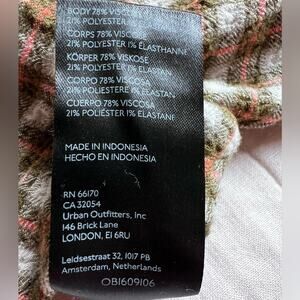 BODY 78% VISCOSE
21% POLYESTER 1% ELASTANE
CORPS 78% VISCOSE
21% POLYESTER 1% ELASTHANNE
KÖRPER 78% VISKOSE
21% POLYESTER 1% ELASTAN
CORPO 78% VISCOSA
21% POLIESTERE 1% ELASTAN
CUERPO 78% VISCOSA
21% POLIÉSTER 1% ELASTANE
MADE IN INDONESIA
HECHO EN INDONESIA
RN 66170
CA 32054
Urban Outfitters, Inc
146 Brick Lane
LONDON, E1 6RU
Leidsestraat 32, 1017 PB
Amsterdam, Netherlands
OB1609106